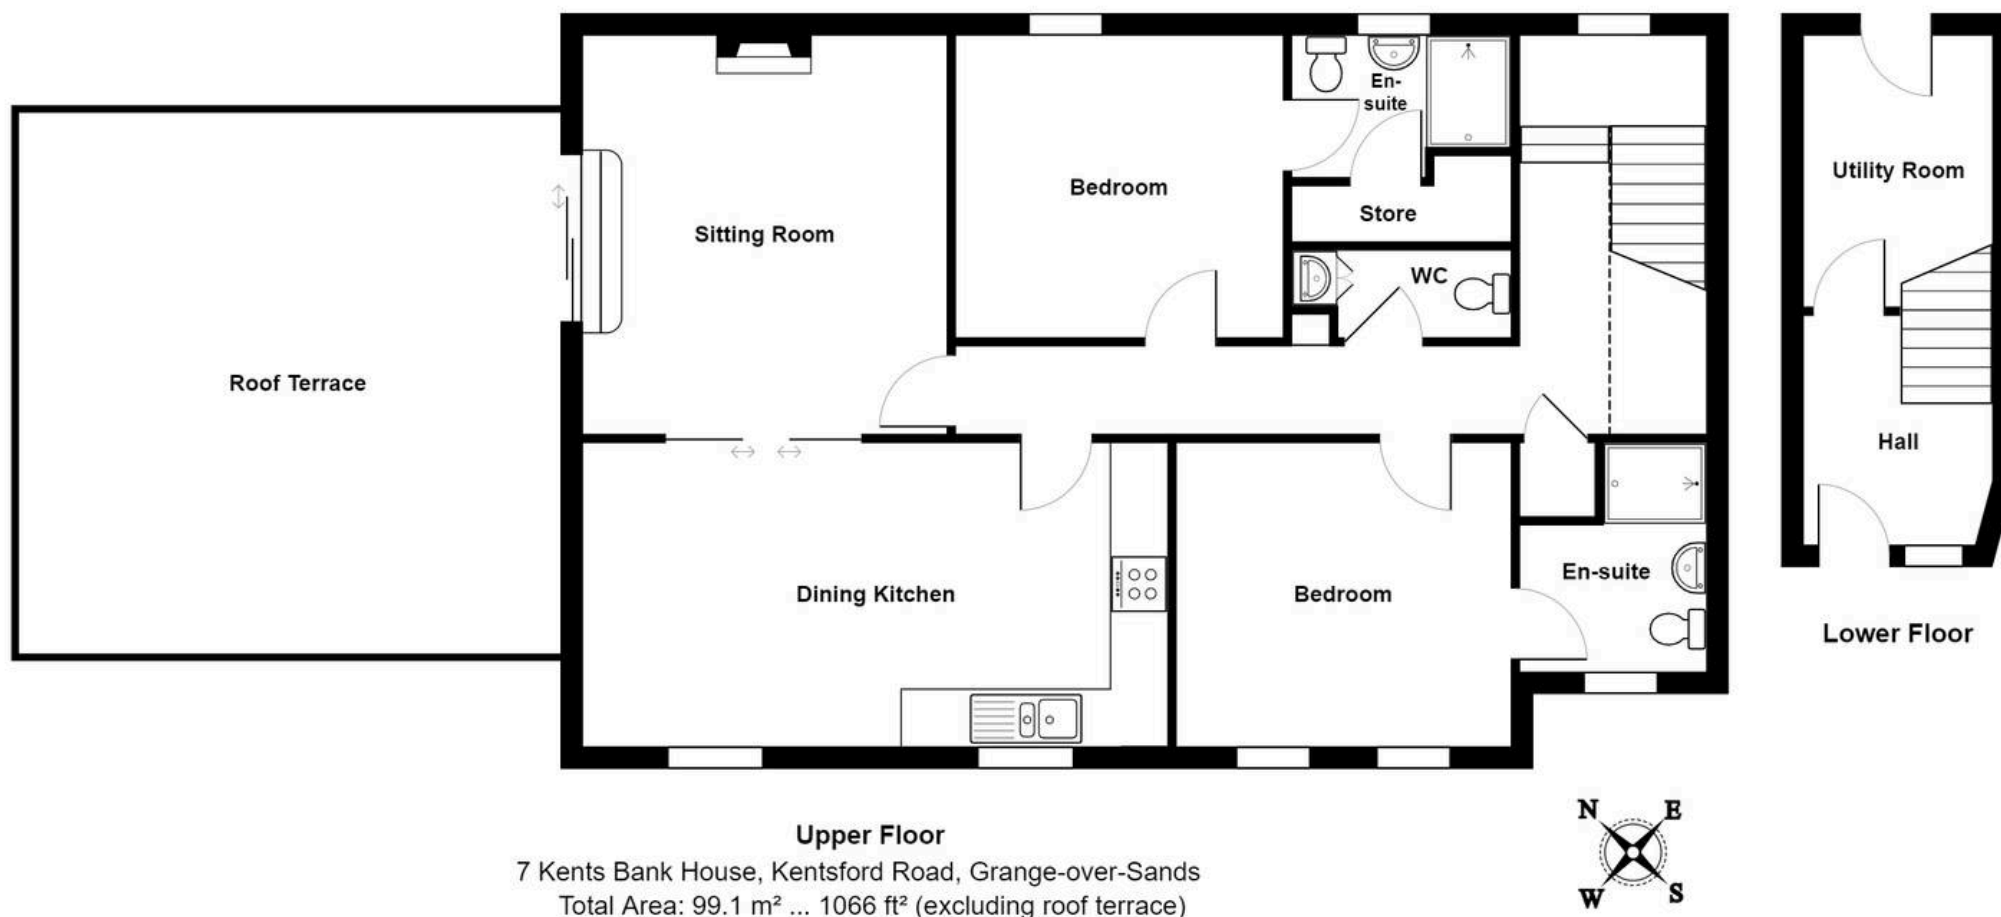 En-
suite
Utility Room
Bedroom
Store
Sitting Room
WC
Roof Terrace
Hall
En-suite
Dining Kitchen
Bedroom
Lower Floor
N E
W S
Upper Floor
7 Kents Bank House, Kentsford Road, Grange-over-Sands
Total Area: 99.1 m² ... 1066 ft² (excluding roof terrace)